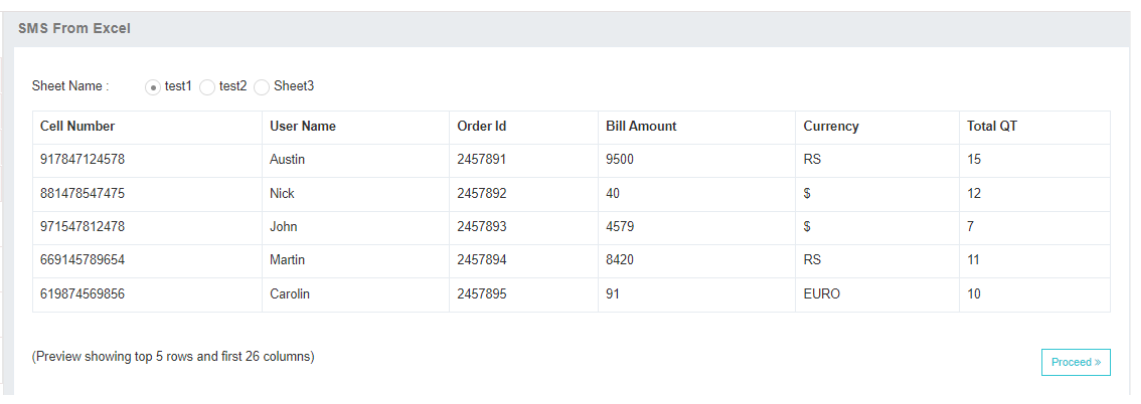 SMS From Excel
Sheet Name : test1 test2 Sheet3
Cell Number User Name Order Id Bill Amount Currency Total QT
917847124578 Austin 2457891 9500 RS 15
881478547475 Nick 2457892 40 $ 12
971547812478 John 2457893 4579 $ 7
669145789654 Martin 2457894 8420 RS 11
619874569856 Carolin 2457895 91 EURO 10
(Preview showing top 5 rows and first 26 columns)
Proceed »